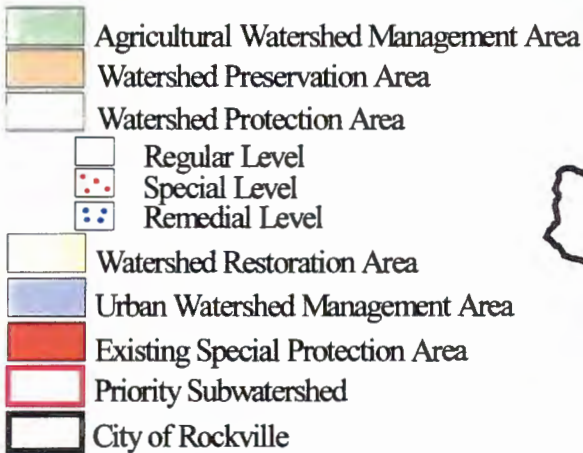 Agricultural Watershed Management Area
Watershed Preservation Area
Watershed Protection Area
Regular Level
Special Level
Remedial Level
Watershed Restoration Area
Urban Watershed Management Area
Existing Special Protection Area
Priority Subwatershed
City of Rockville